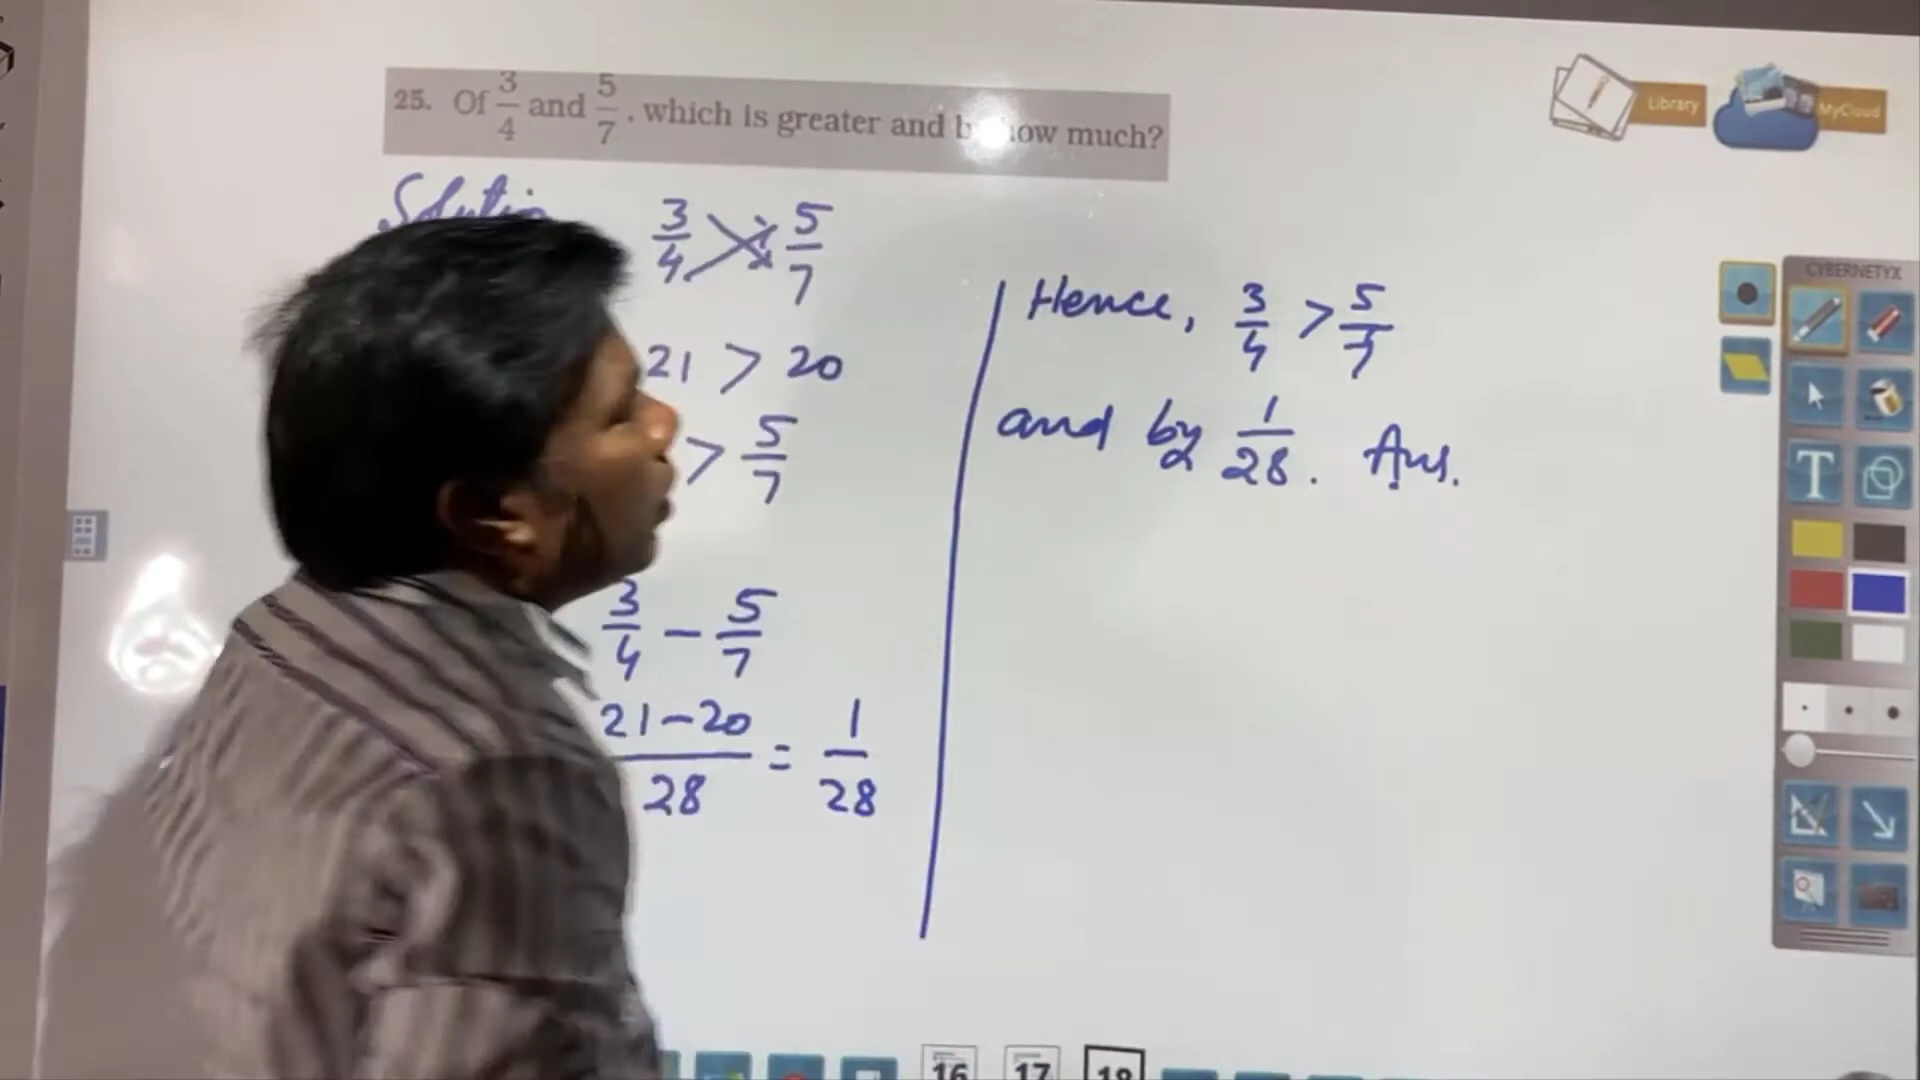 25. Of 3/4 and 5/7, which is greater and by how much?
Solution
3/4 5/7
21 > 20
> 5/7
3/4 - 5/7
21-20/28 = 1/28
Hence, 3/4 > 5/7
and by 1/28. Ans.
Library
MyCloud
CYBERNETYX
T
16 17 18